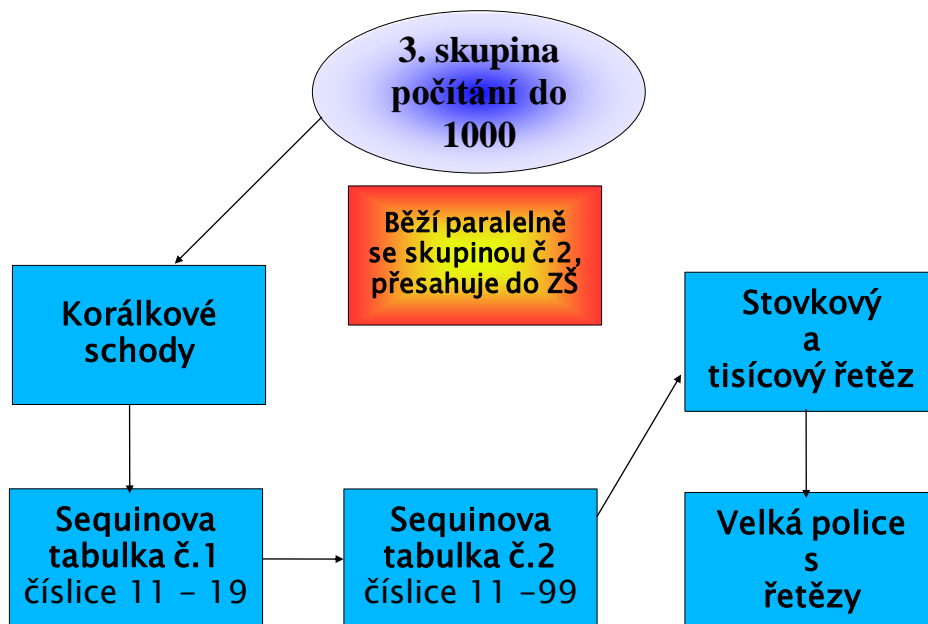 3. skupina
počítání do
1000
Běží paralelně
se skupinou č.2,
přesahuje do ZŠ
Korálkové
schody
Stovkový
a
tisícový řetěz
Sequinova
tabulka č.1
číslice 11 – 19
Sequinova
tabulka č.2
číslice 11 –99
Velká police
s
řetězy